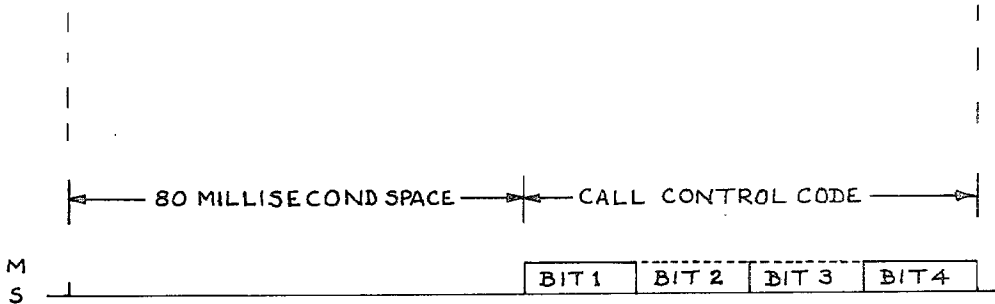 80 MILLISECOND SPACE CALL CONTROL CODE
M BIT 1 BIT 2 BIT 3 BIT 4
S